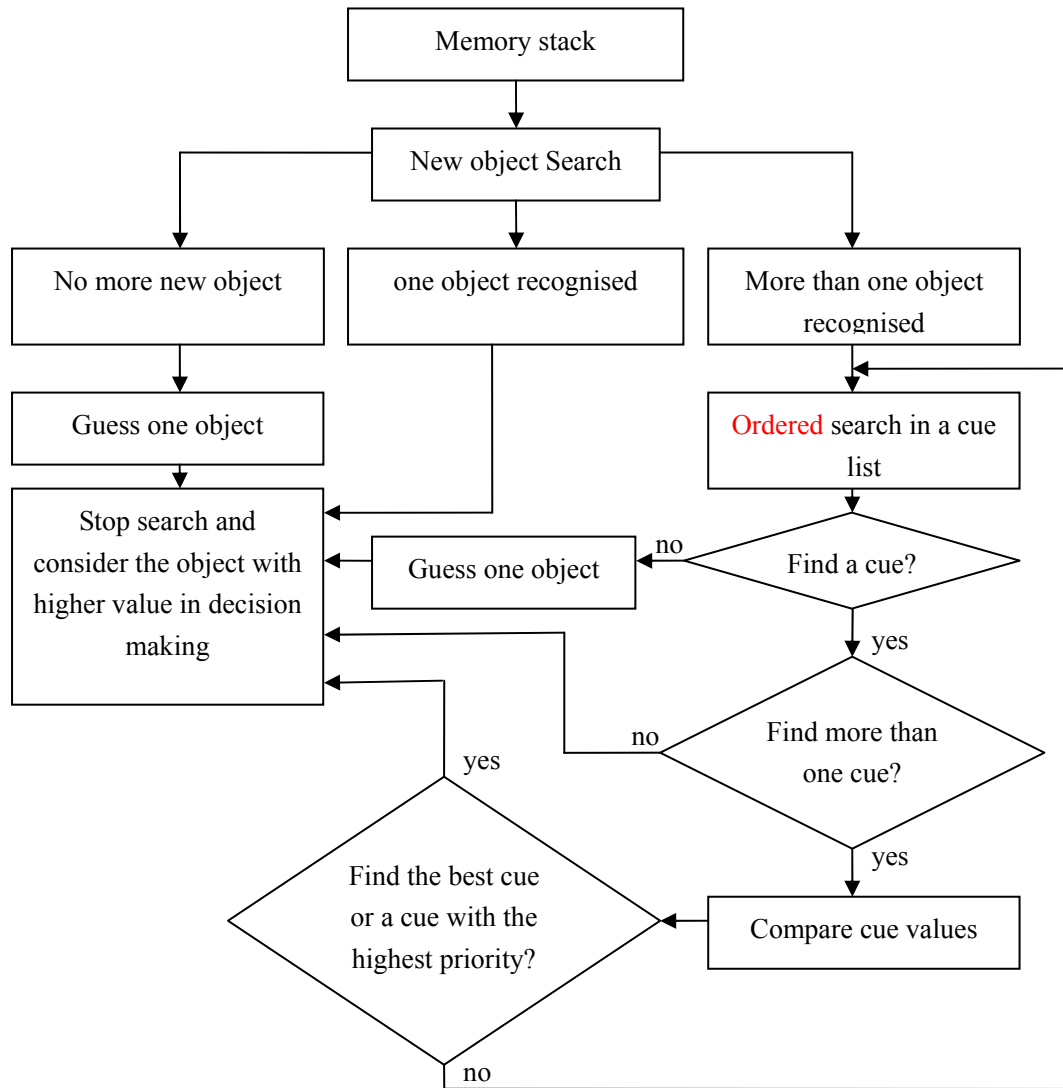 Memory stack
New object Search
No more new object
one object recognised
More than one object
recognised
Guess one object
Ordered search in a cue
list
Stop search and
consider the object with
higher value in decision
making
Guess one object
no
Find a cue?
yes
no
Find more than
one cue?
yes
yes
Find the best cue
or a cue with the
highest priority?
Compare cue values
no